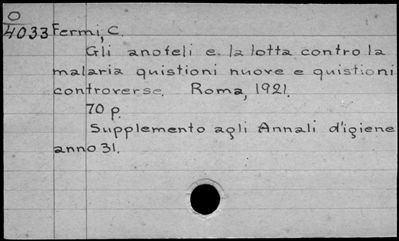 O
4033 Fermi, C.
Gli anofeli e la lotta contro la
malaria quistioni nuove e quistioni
controverse. Roma, 1921.
70 p.
Supplemento agli Annali d'igiene
anno 31.